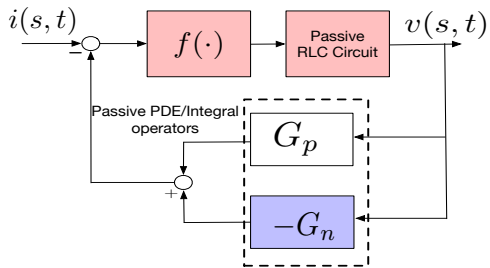 i(s, t)
−
f(·)
Passive
RLC Circuit
v(s, t)
Passive PDE/Integral
operators
G_p
+
−G_n